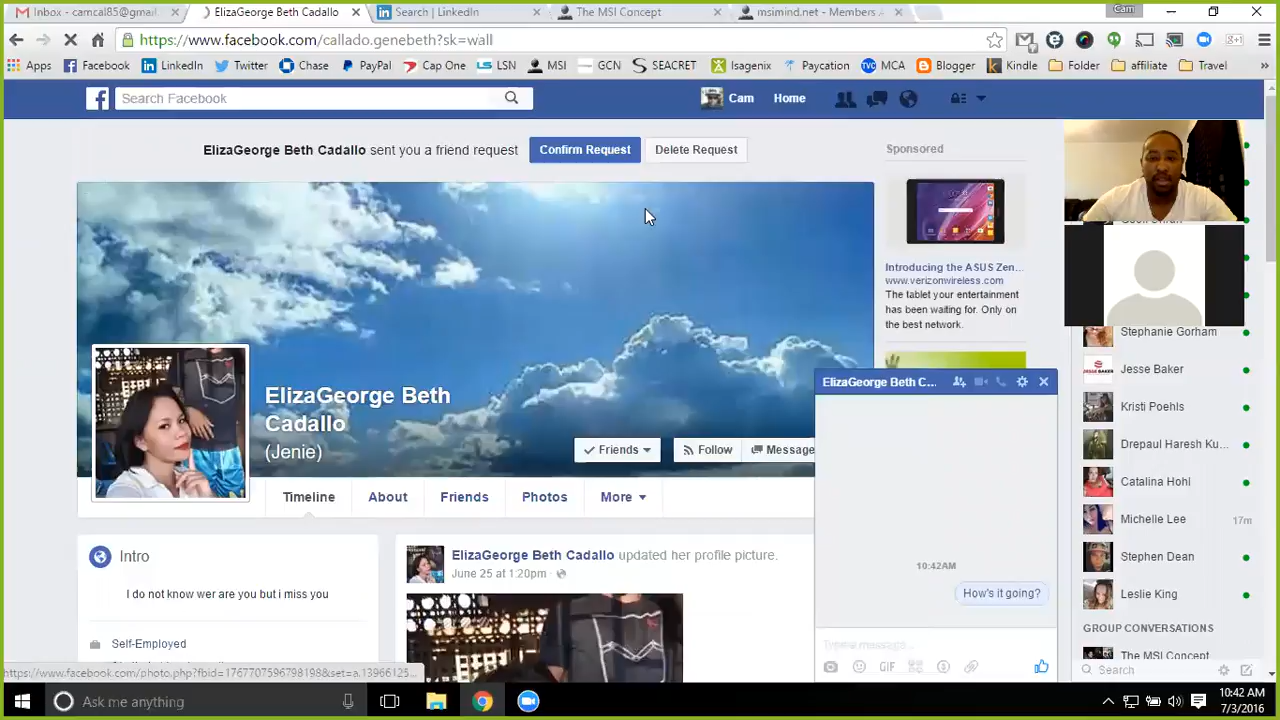 Inbox - camcal85@gmail
ElizaGeorge Beth Cadallo
Search | LinkedIn
The MSI Concept
msimind.net - Members A
Cam
https://www.facebook.com/callado.genebeth?sk=wall
Apps
Facebook
LinkedIn
Twitter
Chase
PayPal
Cap One
LSN
MSI
GCN
SEACRET
Isagenix
Paycation
MCA
Blogger
Kindle
Folder
affiliate
Travel
Search Facebook
Cam
Home
ElizaGeorge Beth Cadallo sent you a friend request
Confirm Request
Delete Request
Sponsored
Introducing the ASUS Zen...
www.verizonwireless.com
The tablet your entertainment
has been waiting for. Only on
the best network.
ElizaGeorge Beth
Cadallo
(Jenie)
Friends
Follow
Message
Timeline
About
Friends
Photos
More
Intro
I do not know wer are you but i miss you
Self-Employed
ElizaGeorge Beth Cadallo updated her profile picture.
June 25 at 1:20pm
ElizaGeorge Beth C...
10:42AM
How's it going?
Type a message...
GIF
Stephanie Gorham
Jesse Baker
Kristi Poehls
Drepaul Haresh Ku...
Catalina Hohl
Michelle Lee
17m
Stephen Dean
Leslie King
GROUP CONVERSATIONS
The MSI Concept
Search
Ask me anything
10:42 AM
7/3/2016